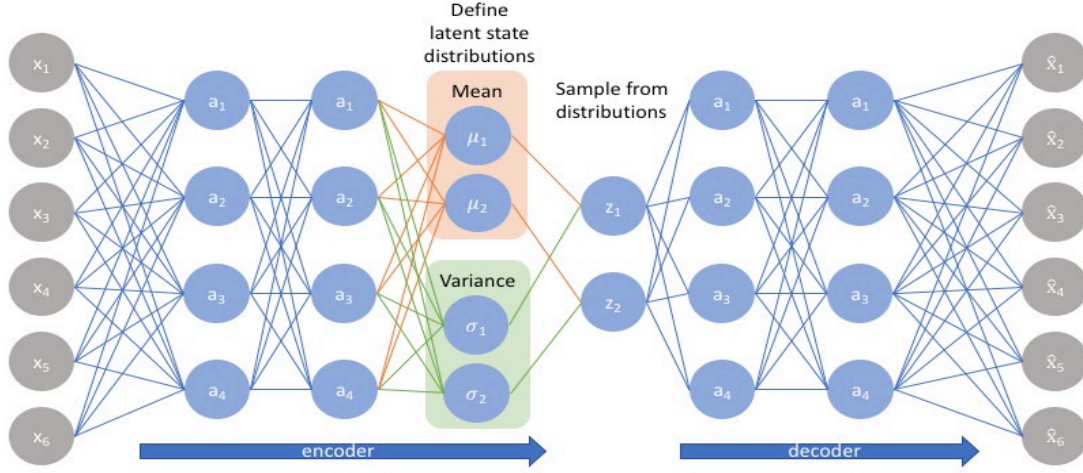 Define
latent state
distributions
Mean
Variance
Sample from
distributions
x₁
x₂
x₃
x₄
x₅
x₆
a₁
a₂
a₃
a₄
a₁
a₂
a₃
a₄
μ₁
μ₂
σ₁
σ₂
z₁
z₂
a₁
a₂
a₃
a₄
a₁
a₂
a₃
a₄
x̂₁
x̂₂
x̂₃
x̂₄
x̂₅
x̂₆
encoder
decoder